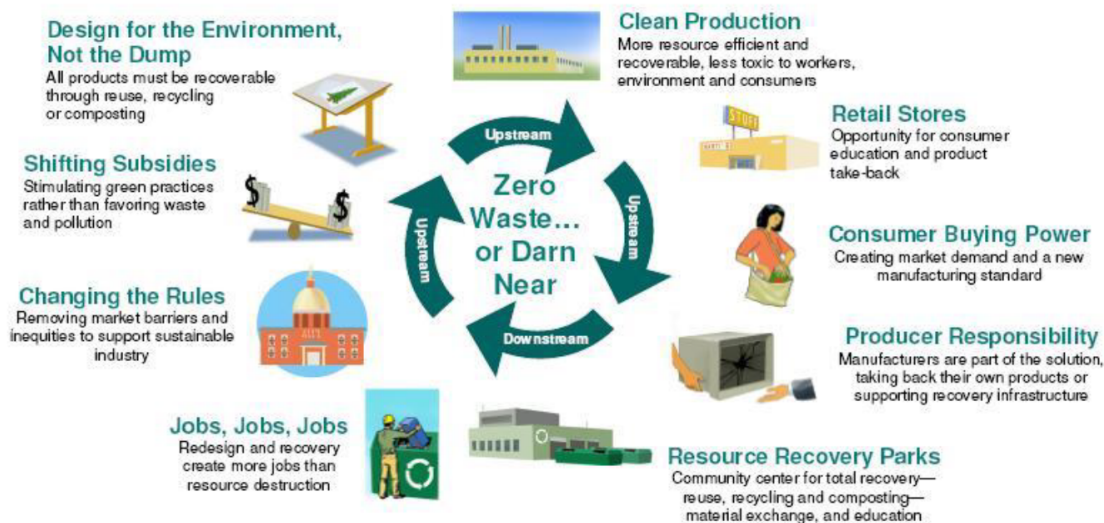 Design for the Environment,
Not the Dump
All products must be recoverable
through reuse, recycling
or composting
Clean Production
More resource efficient and
recoverable, less toxic to workers,
environment and consumers
STUFF
Retail Stores
Opportunity for consumer
education and product
take-back
Shifting Subsidies
Stimulating green practices
rather than favoring waste
and pollution
$
$
Upstream
Upstream
Upstream
Downstream
Zero
Waste...
or Darn
Near
Consumer Buying Power
Creating market demand and a new
manufacturing standard
Changing the Rules
Removing market barriers and
inequities to support sustainable
industry
Producer Responsibility
Manufacturers are part of the solution,
taking back their own products or
supporting recovery infrastructure
Jobs, Jobs, Jobs
Redesign and recovery
create more jobs than
resource destruction
Resource Recovery Parks
Community center for total recovery—
reuse, recycling and composting—
material exchange, and education